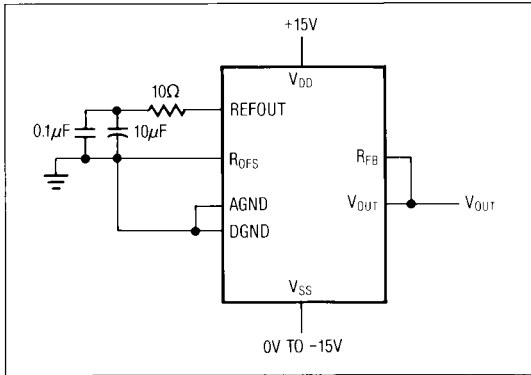 +15V
V_DD
10Ω
REFOUT
0.1μF
10μF
R_OFS
R_FB
AGND
V_OUT
V_OUT
DGND
V_SS
0V TO -15V